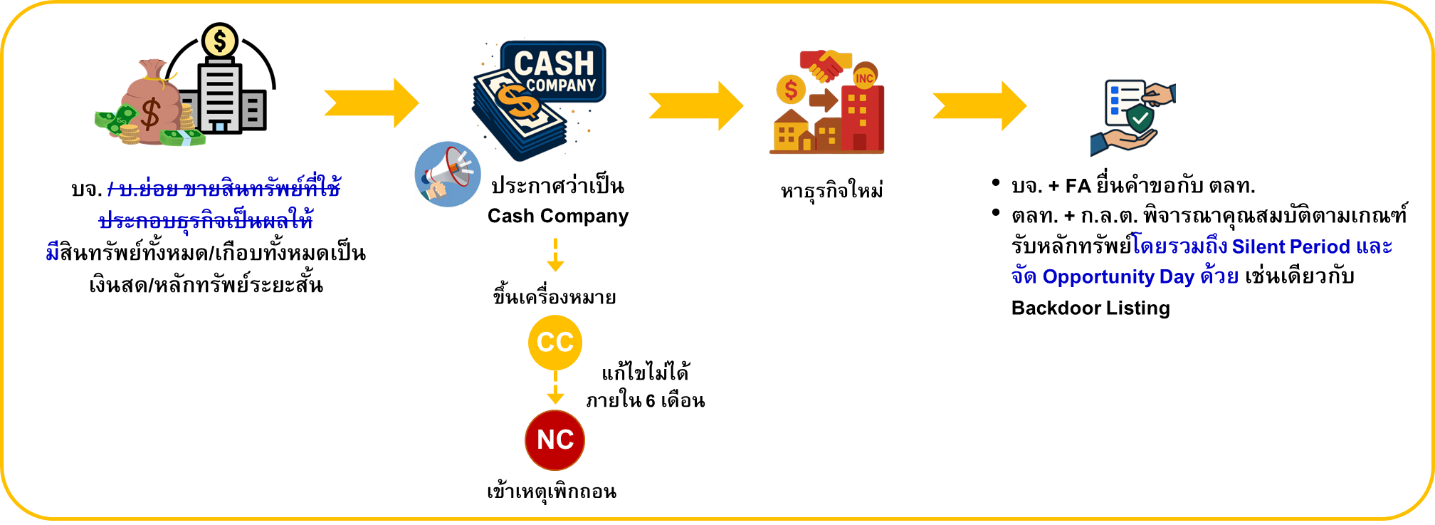 บจ. / บ.ย่อย ขายสินทรัพย์ที่ใช้
ประกอบธุรกิจเป็นผลให้
มีสินทรัพย์ทั้งหมด/เกือบทั้งหมดเป็น
เงินสด/หลักทรัพย์ระยะสั้น
CASH
COMPANY
ประกาศว่าเป็น
Cash Company
ขึ้นเครื่องหมาย
CC
แก้ไขไม่ได้
ภายใน 6 เดือน
NC
เข้าเหตุเพิกถอน
INC
หาธุรกิจใหม่
• บจ. + FA ยื่นคำขอกับ ตลท.
• ตลท. + ก.ล.ต. พิจารณาคุณสมบัติตามเกณฑ์
รับหลักทรัพย์โดยรวมถึง Silent Period และ
จัด Opportunity Day ด้วย เช่นเดียวกับ
Backdoor Listing